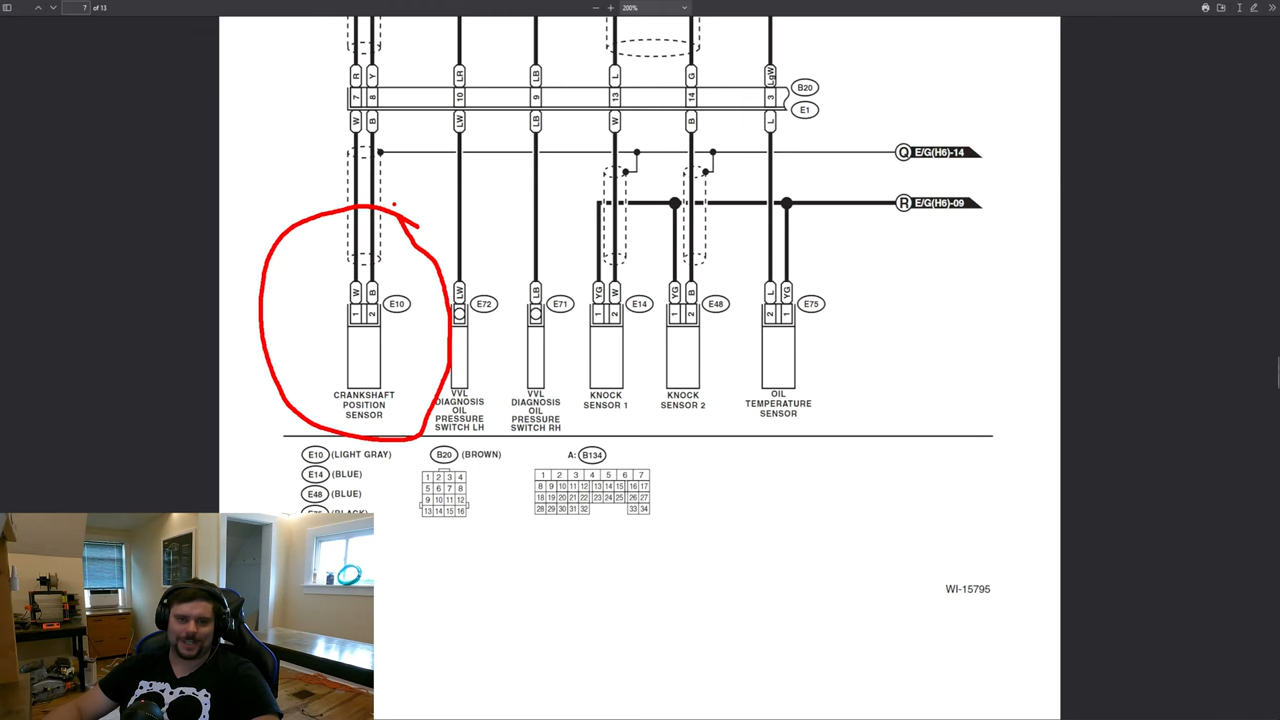 7 of 13 200%
R Y LR LB L G LgW
7 8 10 9 13 14 3 B20
E1
W B LW LB W B L
Q E/G(H6)-14
R E/G(H6)-09
W B LW LB YG W YG B L YG
1 2 E10 E72 E71 1 2 E14 1 2 E48 2 1 E75
CRANKSHAFT
POSITION
SENSOR
VVL
DIAGNOSIS
OIL
PRESSURE
SWITCH LH
VVL
DIAGNOSIS
OIL
PRESSURE
SWITCH RH
KNOCK
SENSOR 1
KNOCK
SENSOR 2
OIL
TEMPERATURE
SENSOR
E10 (LIGHT GRAY)
E14 (BLUE)
E48 (BLUE)
B20 (BROWN)
1 2 3 4
5 6 7 8
9 10 11 12
13 14 15 16
A: B134
1 2 3 4 5 6 7
8 9 10 11 12 13 14 15 16 17
18 19 20 21 22 23 24 25 26 27
28 29 30 31 32 33 34
WI-15795